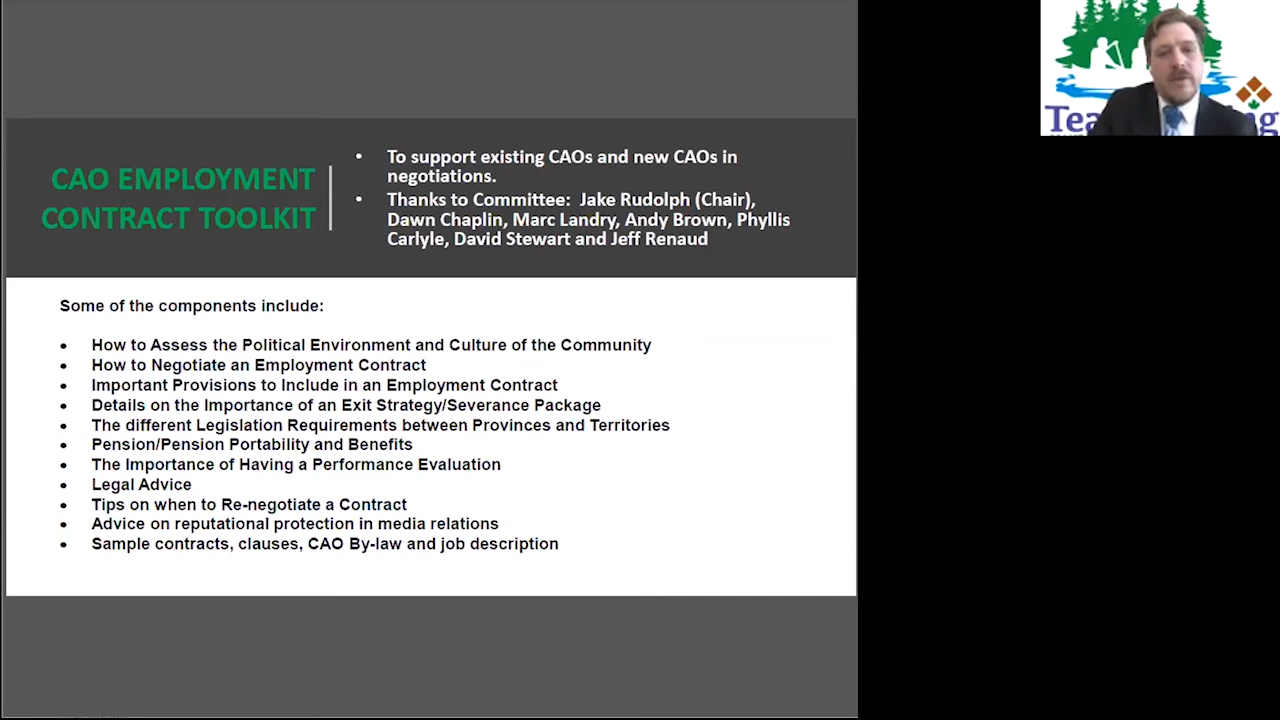 CAO EMPLOYMENT
CONTRACT TOOLKIT
• To support existing CAOs and new CAOs in
negotiations.
• Thanks to Committee: Jake Rudolph (Chair),
Dawn Chaplin, Marc Landry, Andy Brown, Phyllis
Carlyle, David Stewart and Jeff Renaud
Some of the components include:
• How to Assess the Political Environment and Culture of the Community
• How to Negotiate an Employment Contract
• Important Provisions to Include in an Employment Contract
• Details on the Importance of an Exit Strategy/Severance Package
• The different Legislation Requirements between Provinces and Territories
• Pension/Pension Portability and Benefits
• The Importance of Having a Performance Evaluation
• Legal Advice
• Tips on when to Re-negotiate a Contract
• Advice on reputational protection in media relations
• Sample contracts, clauses, CAO By-law and job description